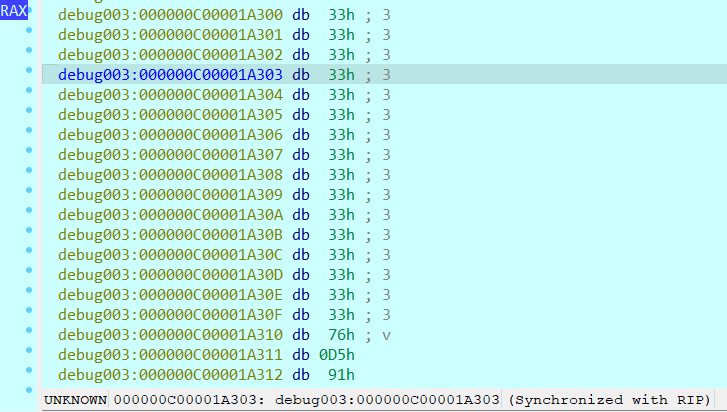 RAX
debug003:000000C00001A300 db 33h ; 3
debug003:000000C00001A301 db 33h ; 3
debug003:000000C00001A302 db 33h ; 3
debug003:000000C00001A303 db 33h ; 3
debug003:000000C00001A304 db 33h ; 3
debug003:000000C00001A305 db 33h ; 3
debug003:000000C00001A306 db 33h ; 3
debug003:000000C00001A307 db 33h ; 3
debug003:000000C00001A308 db 33h ; 3
debug003:000000C00001A309 db 33h ; 3
debug003:000000C00001A30A db 33h ; 3
debug003:000000C00001A30B db 33h ; 3
debug003:000000C00001A30C db 33h ; 3
debug003:000000C00001A30D db 33h ; 3
debug003:000000C00001A30E db 33h ; 3
debug003:000000C00001A30F db 33h ; 3
debug003:000000C00001A310 db 76h ; v
debug003:000000C00001A311 db 0D5h
debug003:000000C00001A312 db 91h
UNKNOWN 000000C00001A303: debug003:000000C00001A303 (Synchronized with RIP)